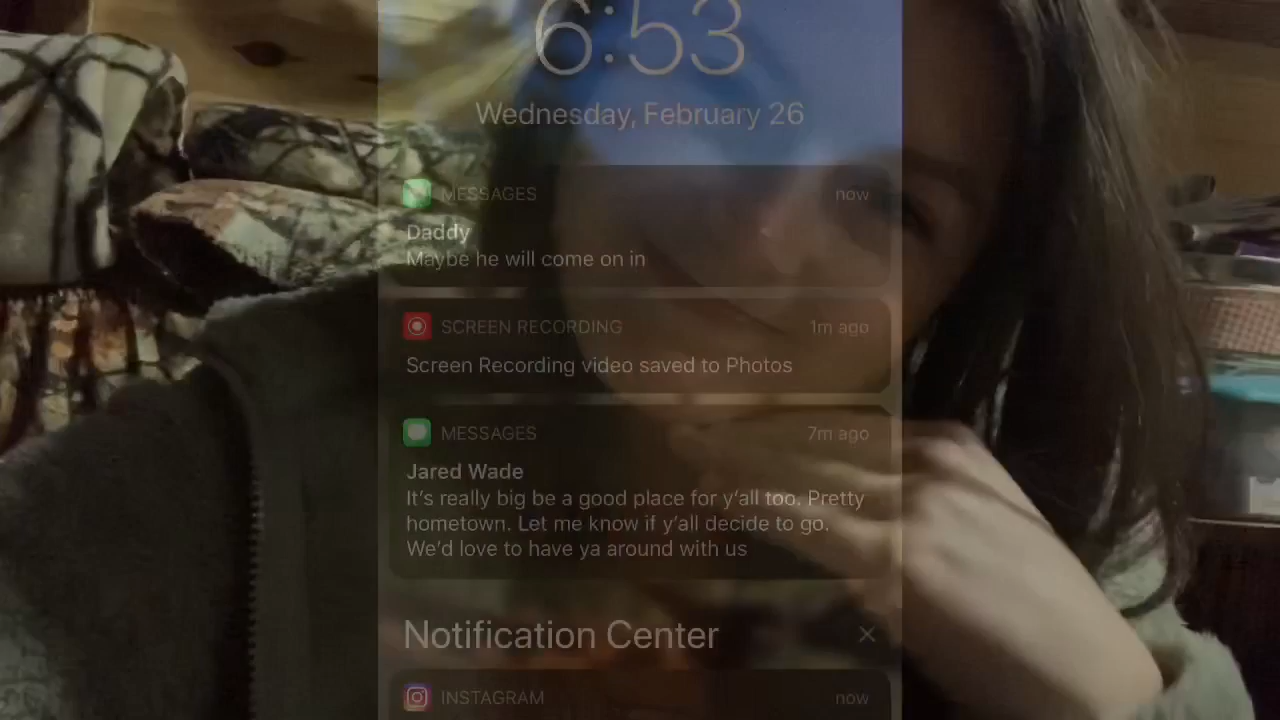 6:53
Wednesday, February 26
MESSAGES now
Daddy
Maybe he will come on in
SCREEN RECORDING 1m ago
Screen Recording video saved to Photos
MESSAGES 7m ago
Jared Wade
It's really big be a good place for y'all too. Pretty
hometown. Let me know if y'all decide to go.
We'd love to have ya around with us
Notification Center
INSTAGRAM now